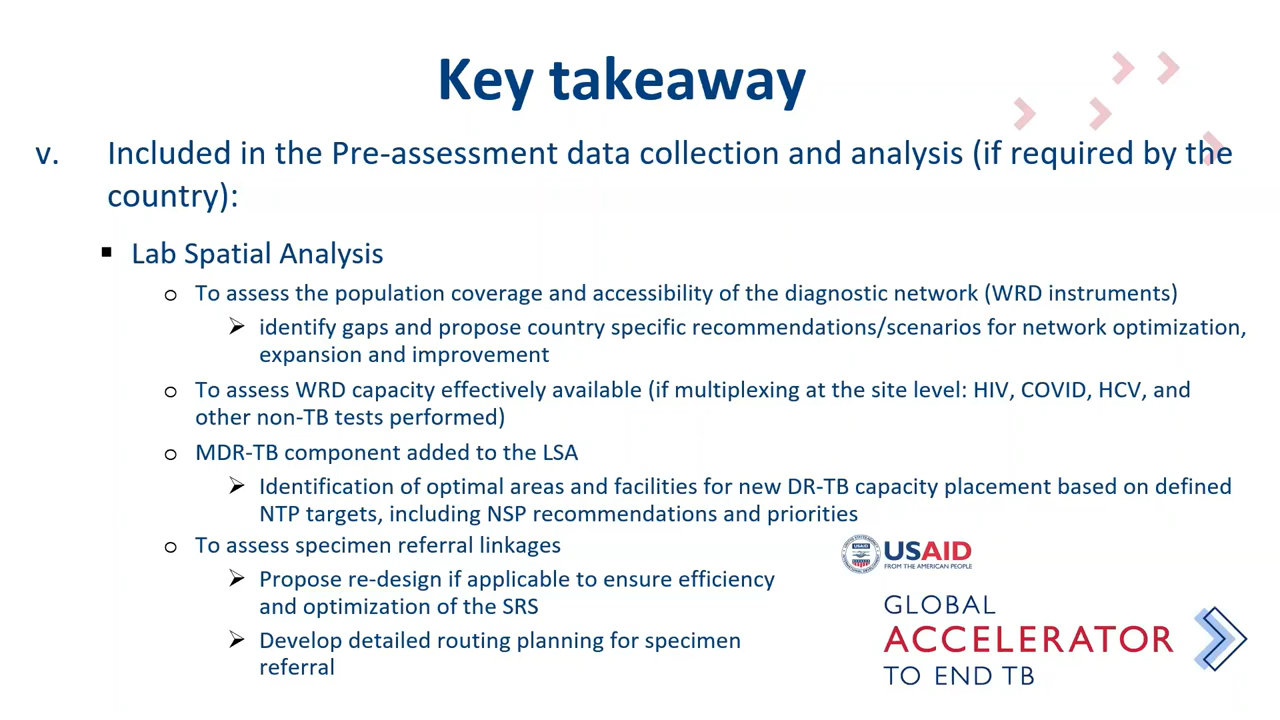 Key takeaway
v. Included in the Pre-assessment data collection and analysis (if required by the
country):
▪ Lab Spatial Analysis
o To assess the population coverage and accessibility of the diagnostic network (WRD instruments)
➢ identify gaps and propose country specific recommendations/scenarios for network optimization,
expansion and improvement
o To assess WRD capacity effectively available (if multiplexing at the site level: HIV, COVID, HCV, and
other non-TB tests performed)
o MDR-TB component added to the LSA
➢ Identification of optimal areas and facilities for new DR-TB capacity placement based on defined
NTP targets, including NSP recommendations and priorities
o To assess specimen referral linkages
➢ Propose re-design if applicable to ensure efficiency
and optimization of the SRS
➢ Develop detailed routing planning for specimen
referral
USAID
FROM THE AMERICAN PEOPLE
GLOBAL
ACCELERATOR
TO END TB